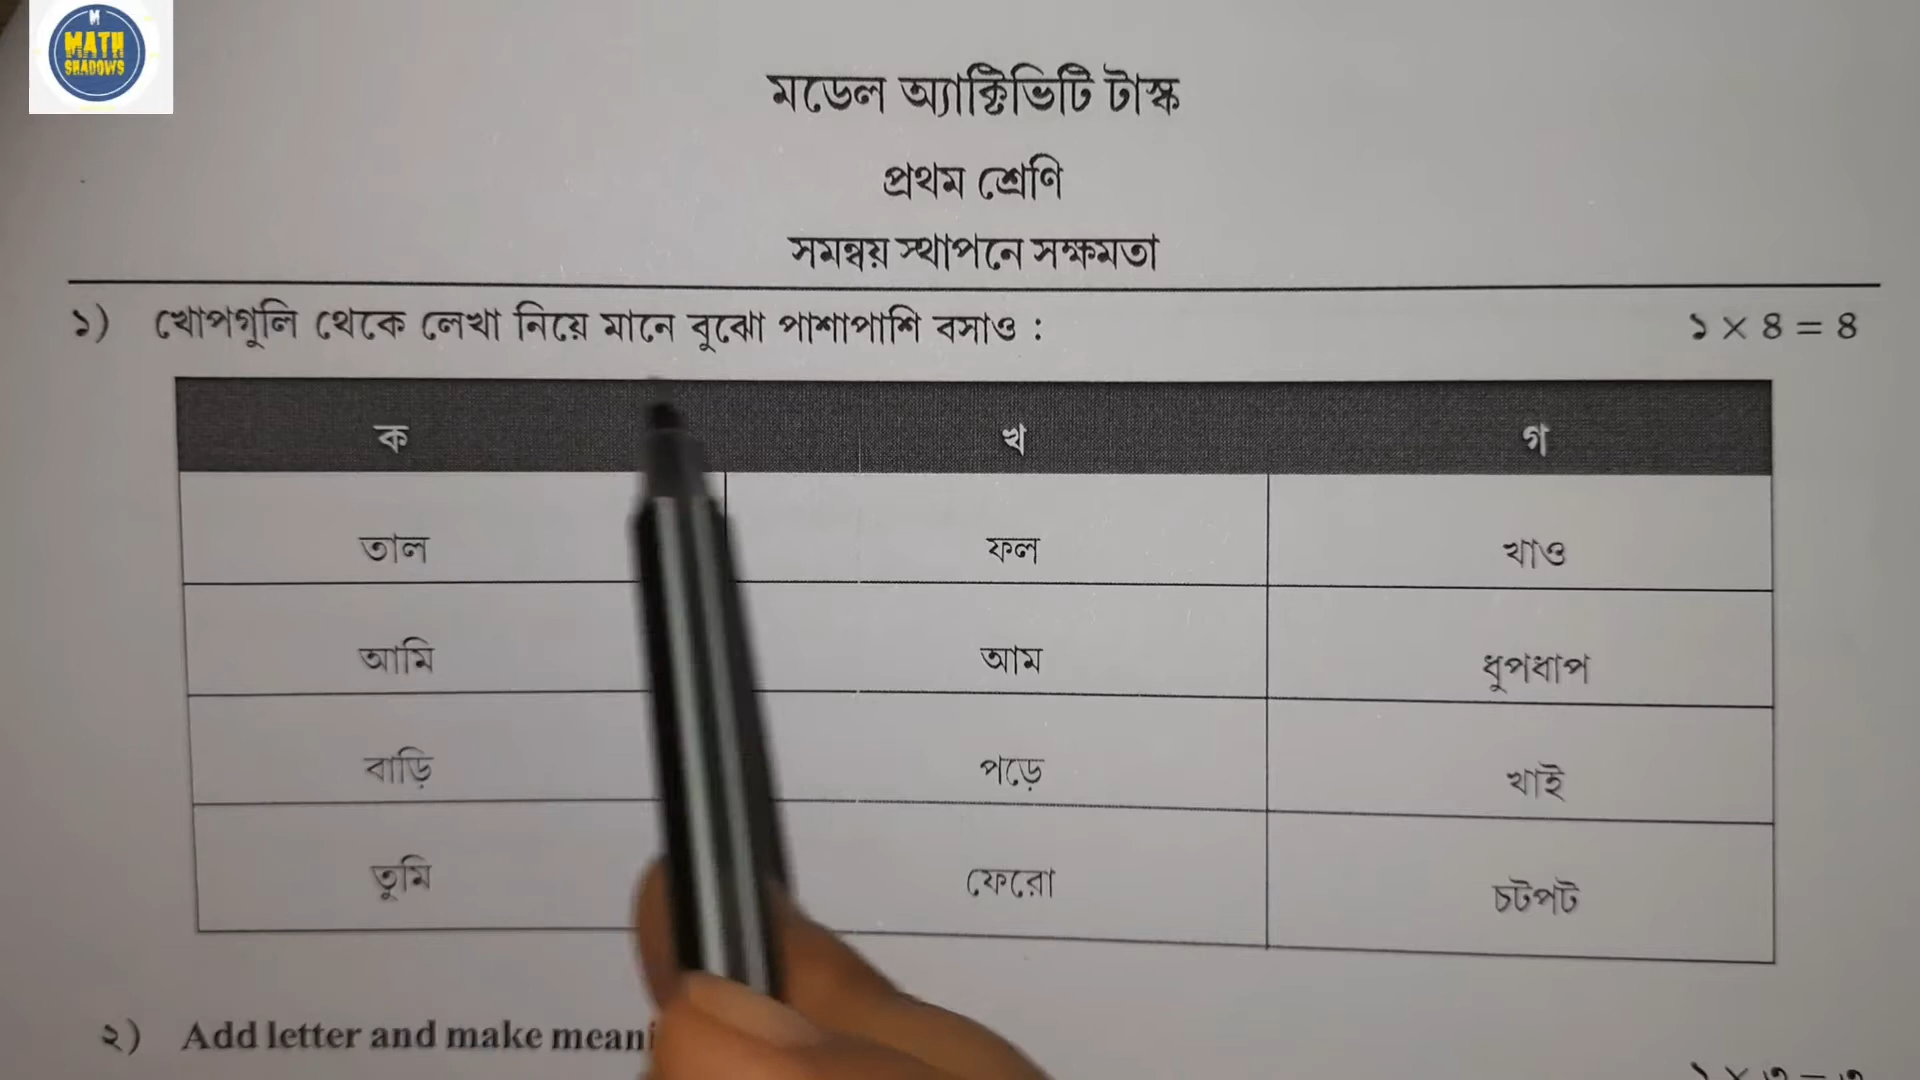 M
MATH
SHADOWS
মডেল অ্যাক্টিভিটি টাস্ক
প্রথম শ্রেণি
সমন্বয় স্থাপনে সক্ষমতা
১) খোপগুলি থেকে লেখা নিয়ে মানে বুঝে পাশাপাশি বসাও : ১ × ৪ = ৪
ক খ গ
তাল ফল খাও
আমি আম ধুপধাপ
বাড়ি পড়ে খাই
তুমি ফেরো চটপট
২) Add letter and make